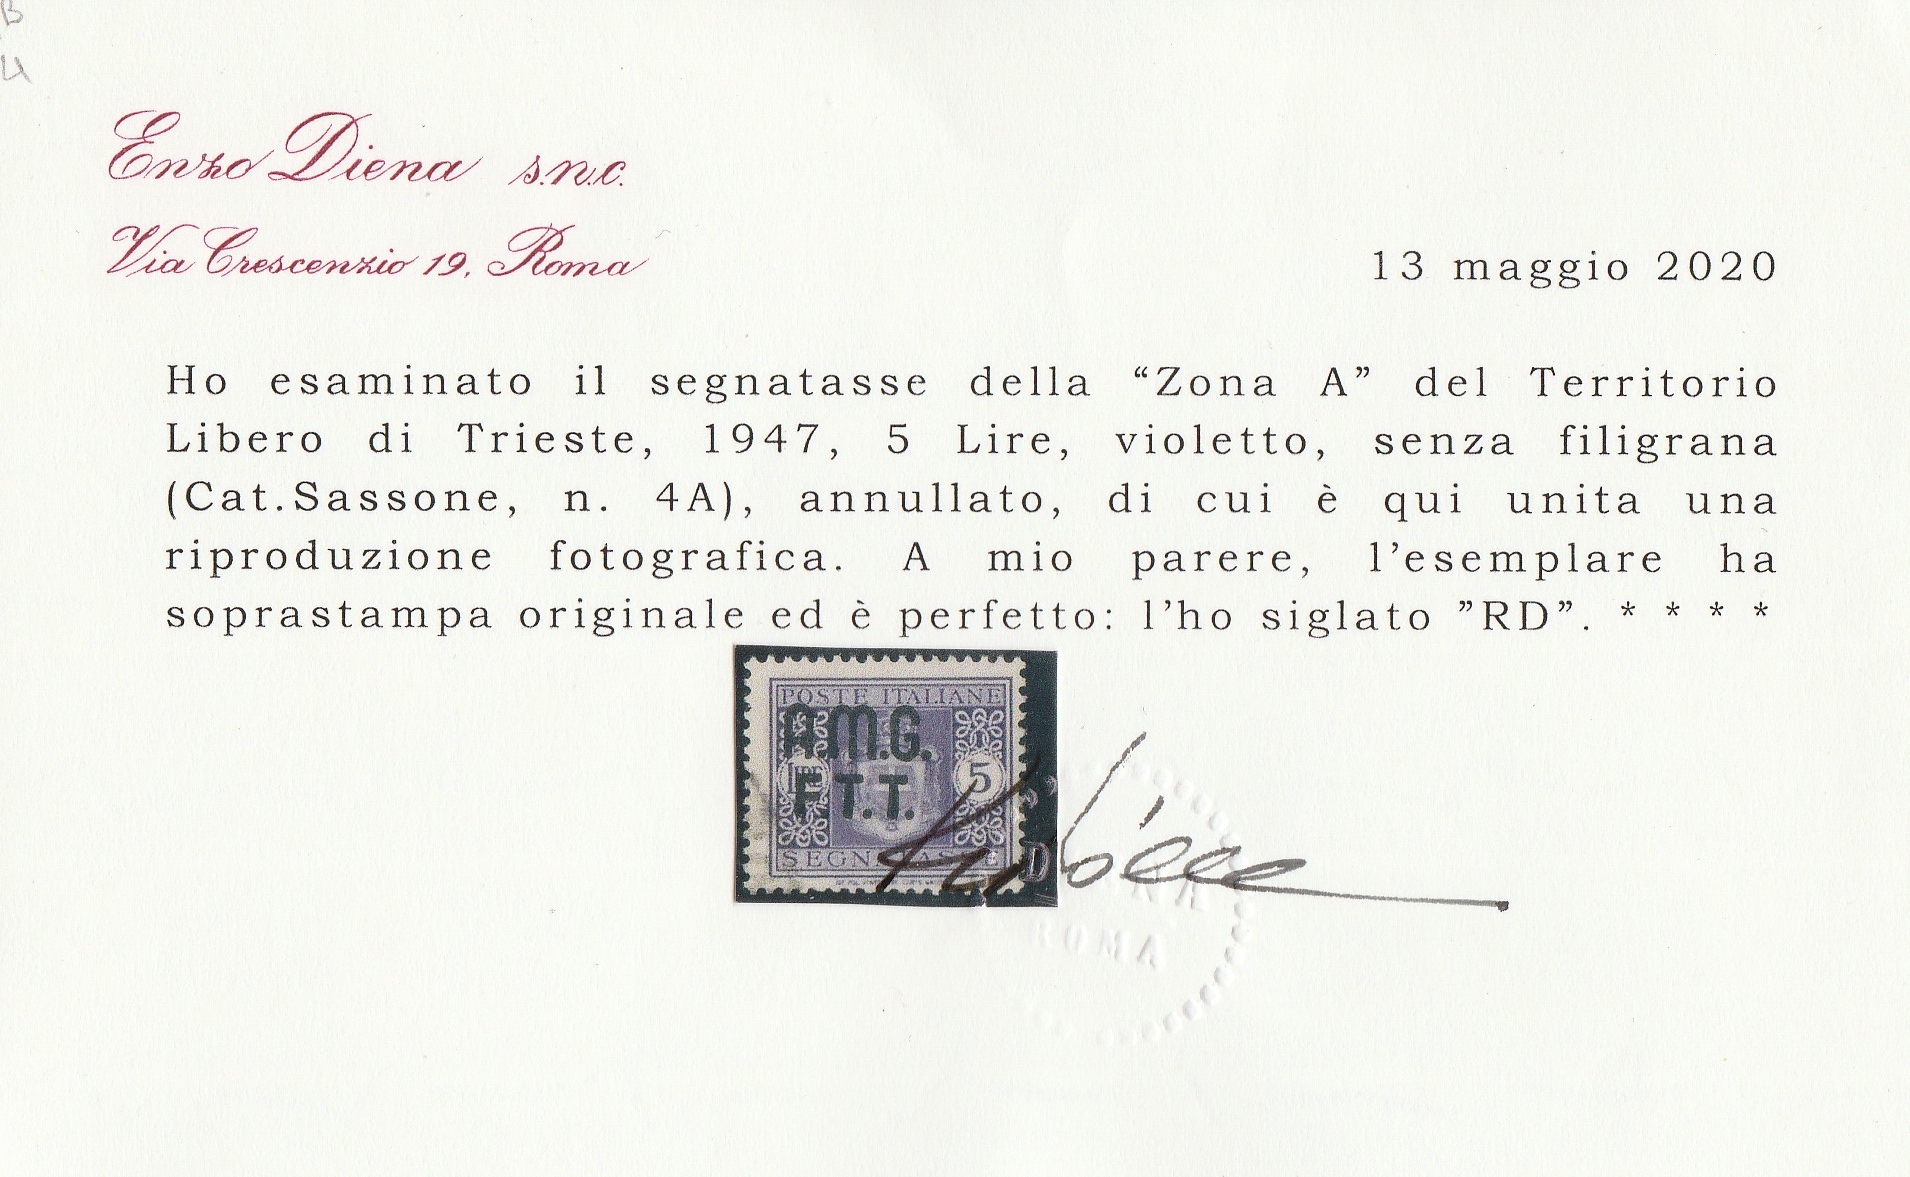 Enzo Diena s.n.c.
Via Crescenzio 19, Roma
13 maggio 2020
Ho esaminato il segnatasse della “Zona A” del Territorio
Libero di Trieste, 1947, 5 Lire, violetto, senza filigrana
(Cat.Sassone, n. 4A), annullato, di cui è qui unita una
riproduzione fotografica. A mio parere, l’esemplare ha
soprastampa originale ed è perfetto: l’ho siglato ”RD”. * * * *
POSTE ITALIANE
A.M.G.
F.T.T.
LIRE 5
SEGNATASSE
ROMA